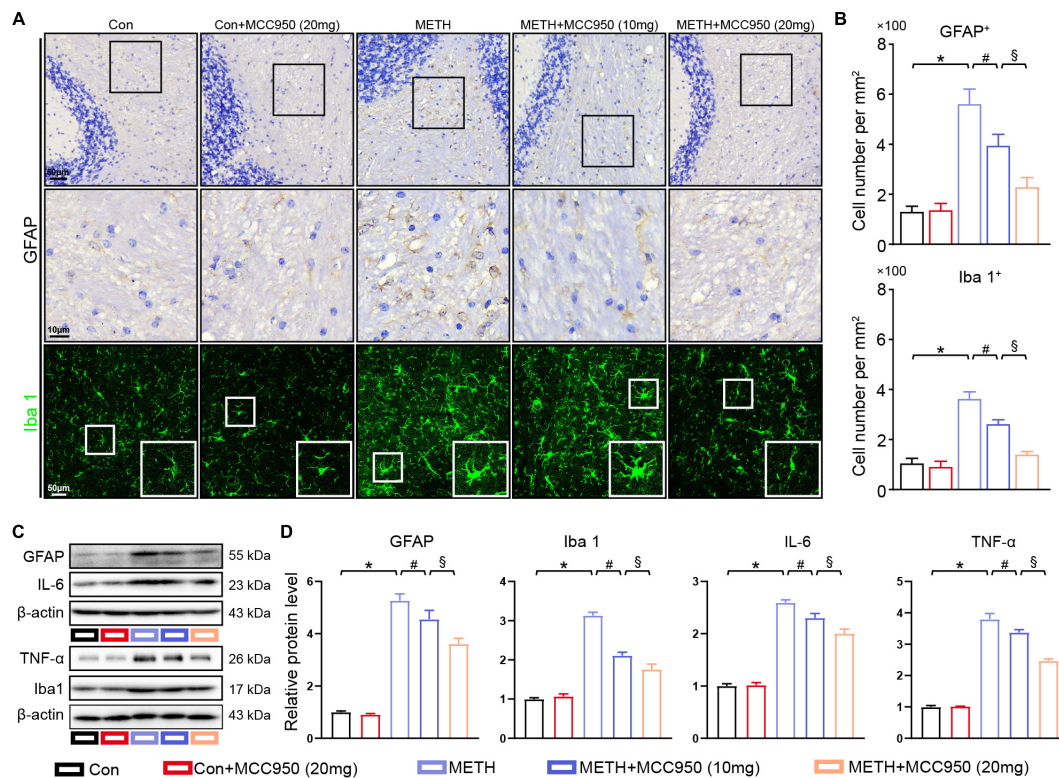 A
Con
Con+MCC950 (20mg)
METH
METH+MCC950 (10mg)
METH+MCC950 (20mg)
GFAP
50μm
10μm
Iba 1
50μm
B
×100
GFAP⁺
Cell number per mm²
8
6
4
2
0
* # §
×100
Iba 1⁺
Cell number per mm²
8
6
4
2
0
* # §
C
GFAP 55 kDa
IL-6 23 kDa
β-actin 43 kDa
TNF-α 26 kDa
Iba1 17 kDa
β-actin 43 kDa
D
Relative protein level
GFAP
* # §
6
4
2
0
Iba 1
* # §
4
3
2
1
0
IL-6
* # §
3
2
1
0
TNF-α
* # §
5
4
3
2
1
0
Con
Con+MCC950 (20mg)
METH
METH+MCC950 (10mg)
METH+MCC950 (20mg)